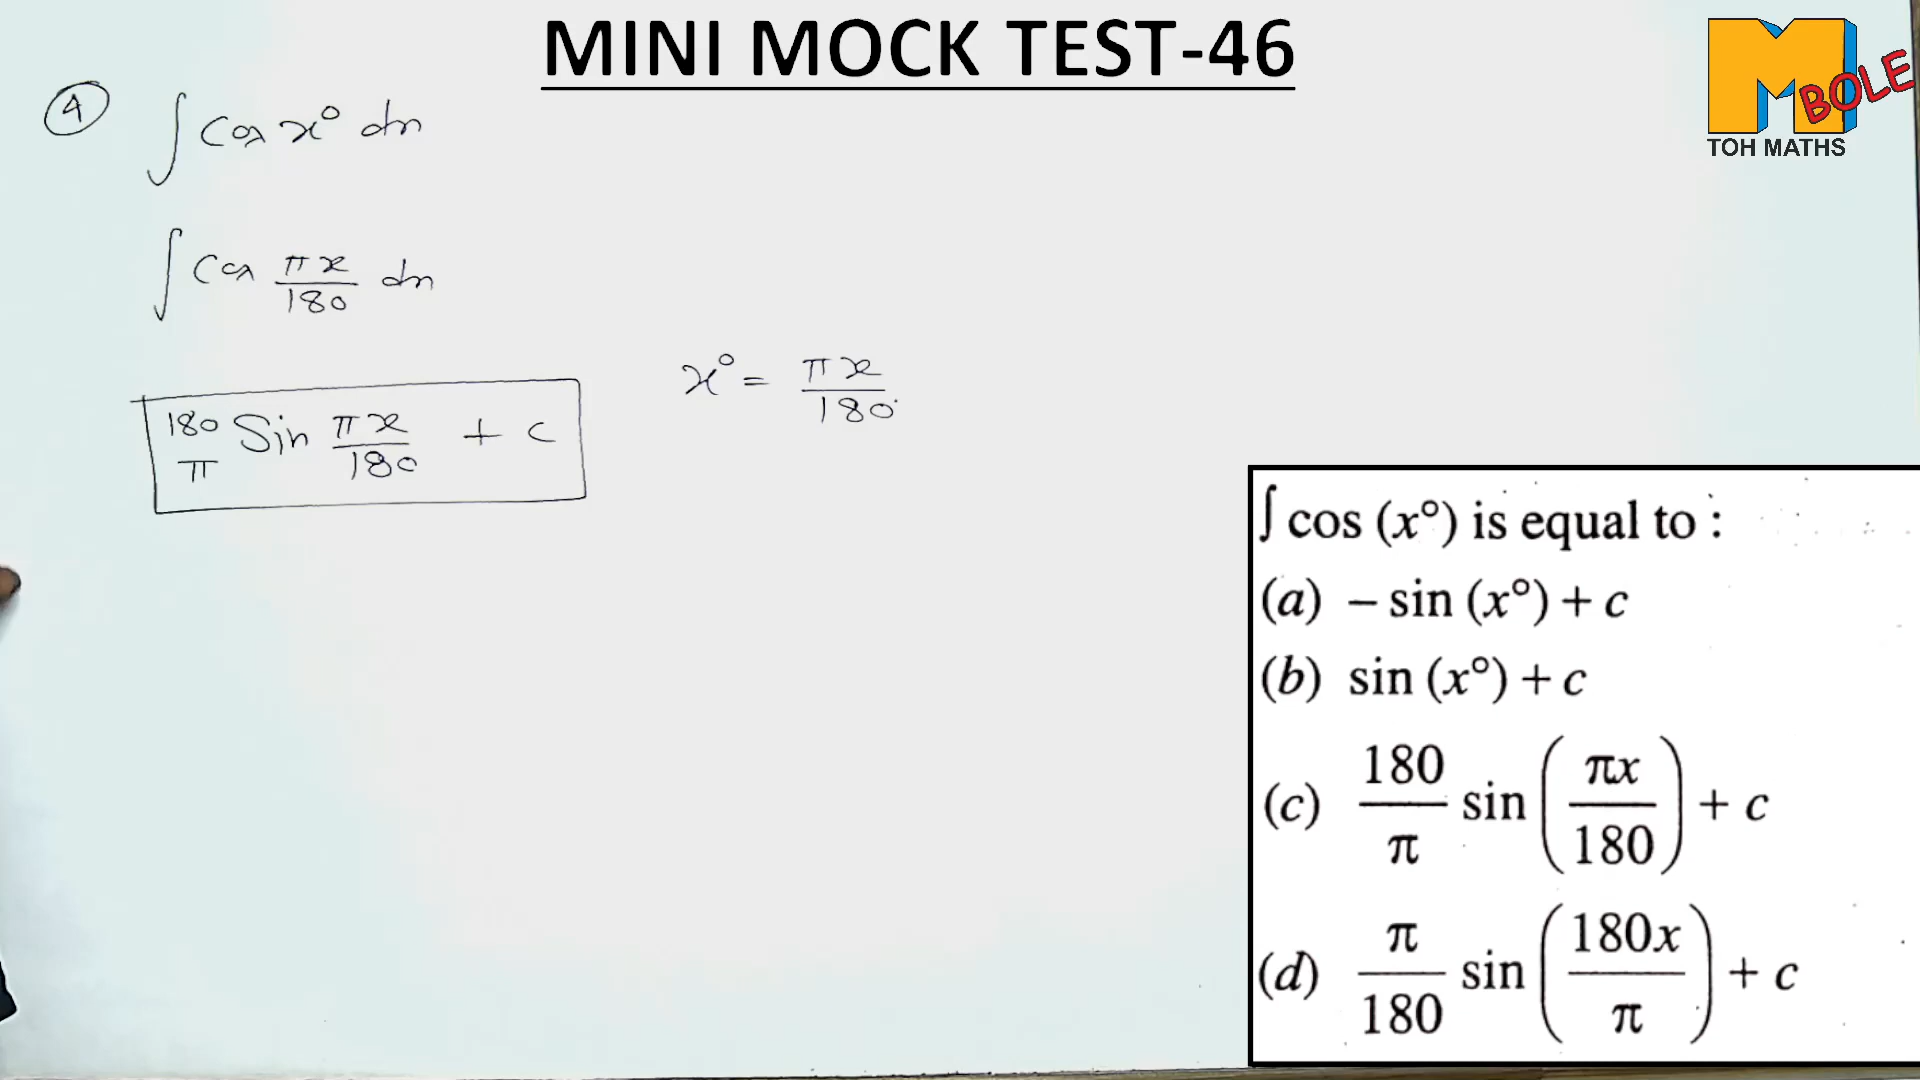 MINI MOCK TEST-46
M BOLE
TOH MATHS
④ ∫ cos x° dx
∫ cos πx/180 dx
x° = πx/180
180/π Sin πx/180 + c
∫ cos (x°) is equal to :
(a) – sin (x°) + c
(b) sin (x°) + c
(c) 180/π sin (πx/180) + c
(d) π/180 sin (180x/π) + c